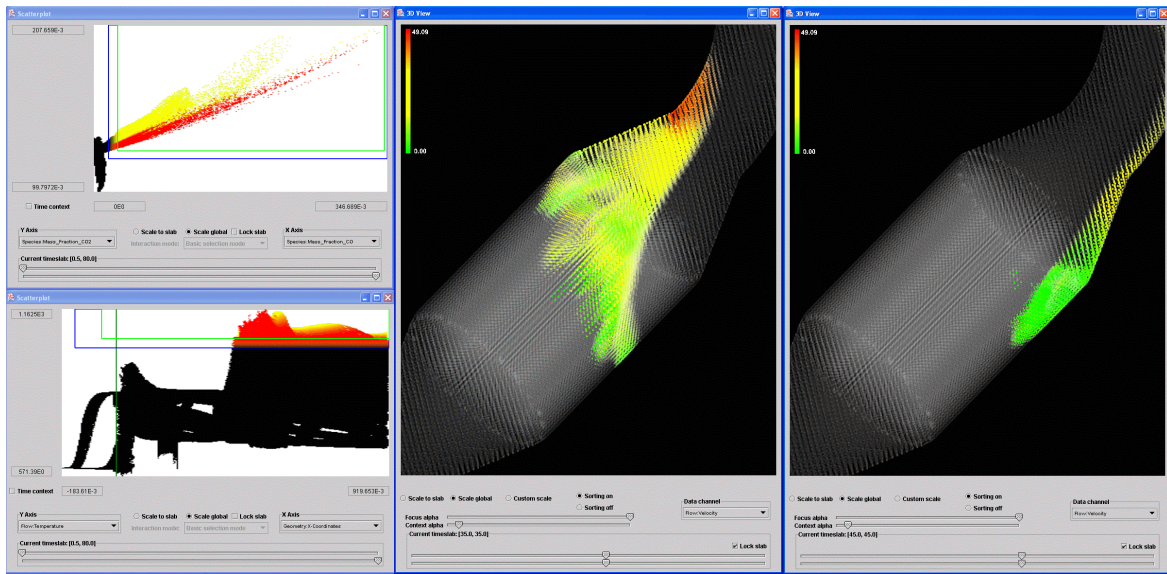 Scatterplot
207.659E-3
99.7972E-3
Time context
0E0
346.689E-3
Y Axis
Species:Mass_Fraction_CO2
Scale to slab
Scale global
Lock slab
Interaction mode:
Basic selection mode
X Axis
Species:Mass_Fraction_CO
Current timeslab: [0.5, 80.0]
Scatterplot
1.1625E3
571.39E0
Time context
-183.61E-3
919.653E-3
Y Axis
Flow:Temperature
Scale to slab
Scale global
Lock slab
Interaction mode:
Basic selection mode
X Axis
Geometry:X-Coordinates
Current timeslab: [0.5, 80.0]
3D View
49.09
0.00
Scale to slab
Scale global
Custom scale
Sorting on
Sorting off
Data channel
Flow:Velocity
Focus alpha
Context alpha
Current timeslab: [35.0, 35.0]
Lock slab
3D View
49.09
0.00
Scale to slab
Scale global
Custom scale
Sorting on
Sorting off
Data channel
Flow:Velocity
Focus alpha
Context alpha
Current timeslab: [45.0, 45.0]
Lock slab